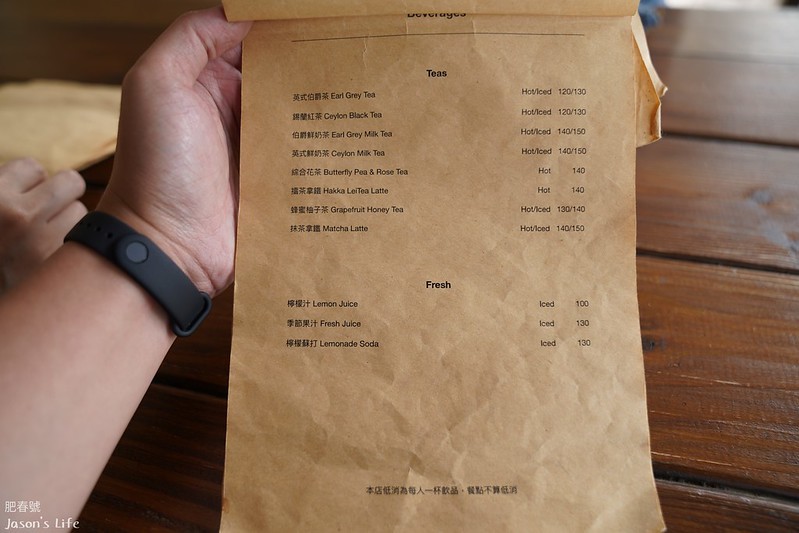 Beverages
Teas
英式伯爵茶 Earl Grey Tea Hot/Iced 120/130
錫蘭紅茶 Ceylon Black Tea Hot/Iced 120/130
伯爵鮮奶茶 Earl Grey Milk Tea Hot/Iced 140/150
英式鮮奶茶 Ceylon Milk Tea Hot/Iced 140/150
綜合花茶 Butterfly Pea & Rose Tea Hot 140
擂茶拿鐵 Hakka LeiTea Latte Hot 140
蜂蜜柚子茶 Grapefruit Honey Tea Hot/Iced 130/140
抹茶拿鐵 Matcha Latte Hot/Iced 140/150
Fresh
檸檬汁 Lemon Juice Iced 100
季節果汁 Fresh Juice Iced 130
檸檬蘇打 Lemonade Soda Iced 130
本店低消為每人一杯飲品，餐點不算低消
肥春號
Jason's Life